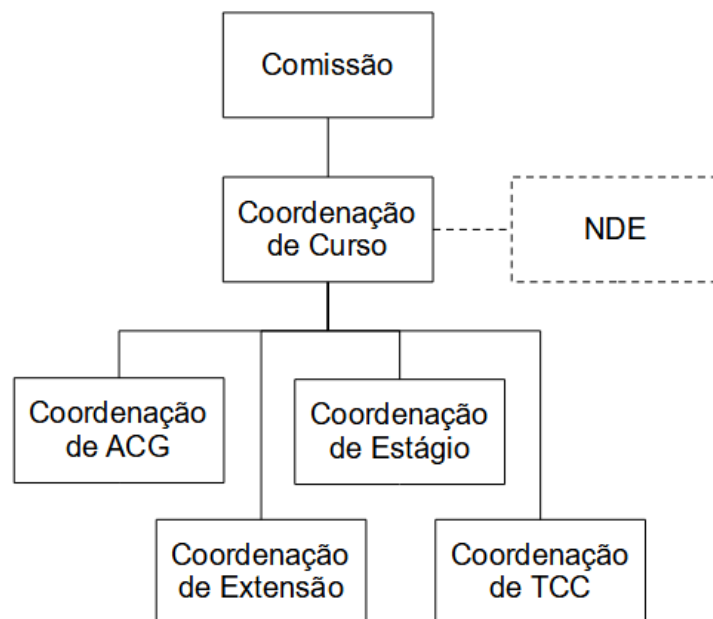 Comissão
Coordenação
de Curso
NDE
Coordenação
de ACG
Coordenação
de Estágio
Coordenação
de Extensão
Coordenação
de TCC